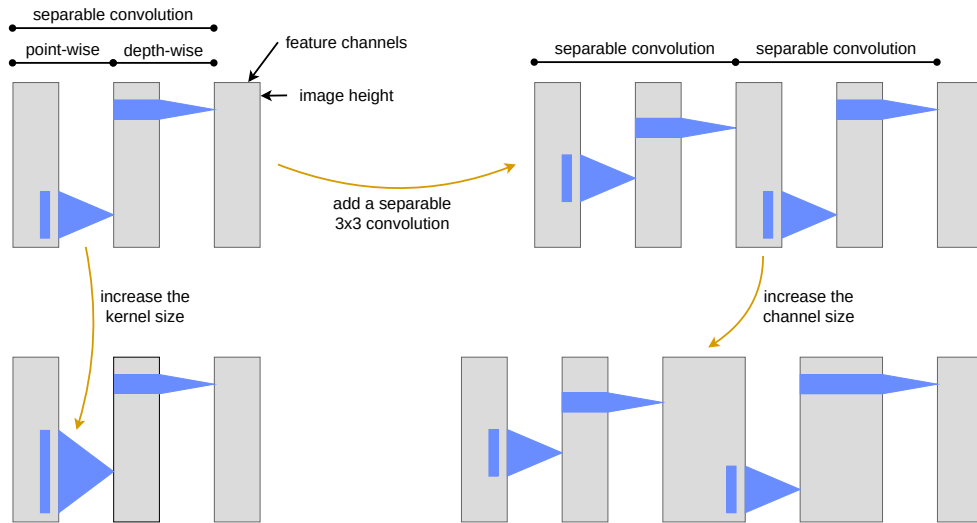 separable convolution
point-wise
depth-wise
feature channels
image height
separable convolution
separable convolution
add a separable
3x3 convolution
increase the
kernel size
increase the
channel size